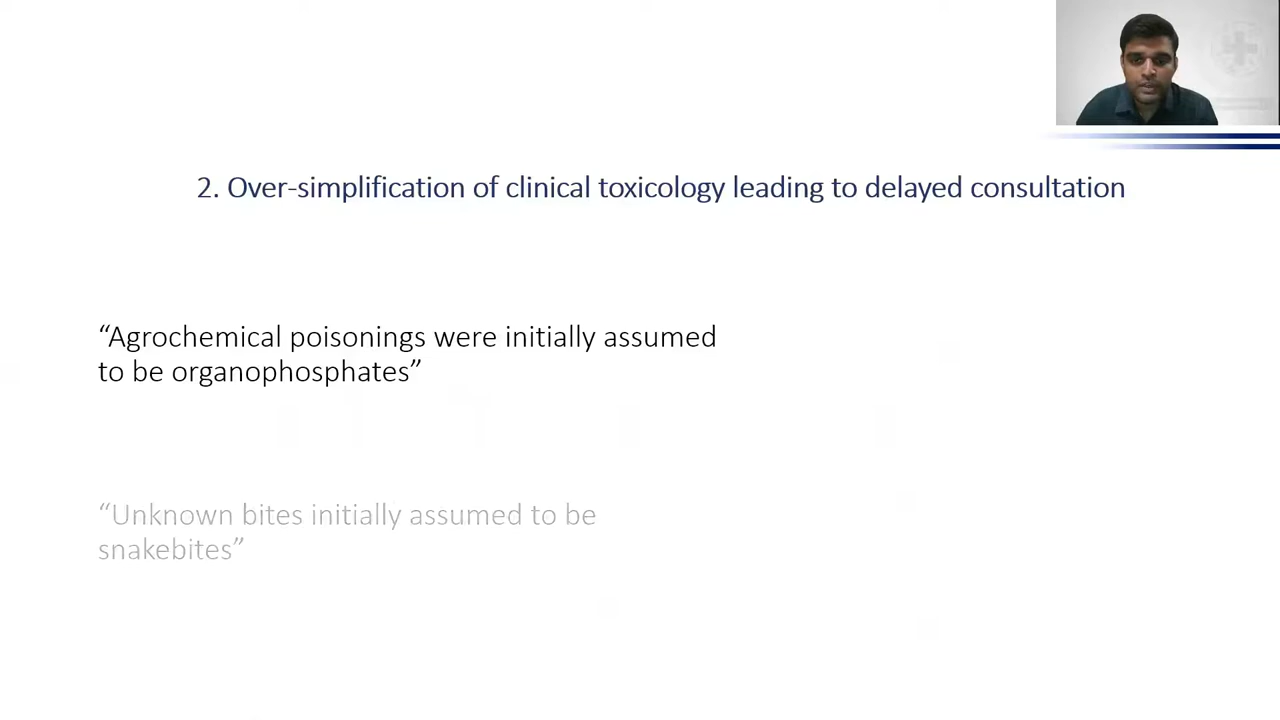 2. Over-simplification of clinical toxicology leading to delayed consultation
“Agrochemical poisonings were initially assumed
to be organophosphates”
“Unknown bites initially assumed to be
snakebites”